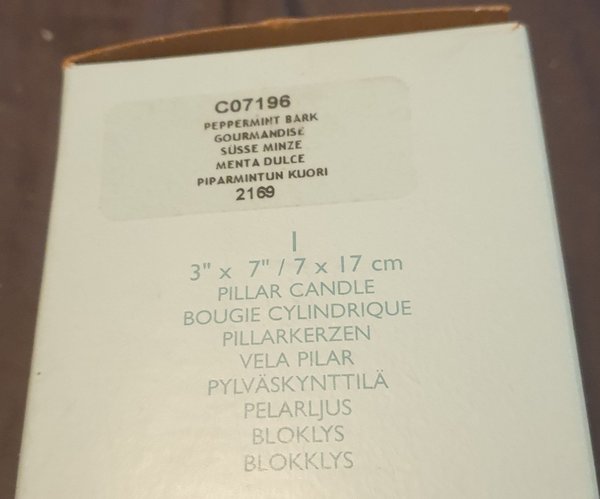 C07196
PEPPERMINT BARK
GOURMANDISE
SÜSSE MINZE
MENTA DULCE
PIPARMINTUN KUORI
2169
1
3" x 7" / 7 x 17 cm
PILLAR CANDLE
BOUGIE CYLINDRIQUE
PILLARKERZEN
VELA PILAR
PYLVÄSKYNTTILÄ
PELARLJUS
BLOKLYS
BLOKKLYS